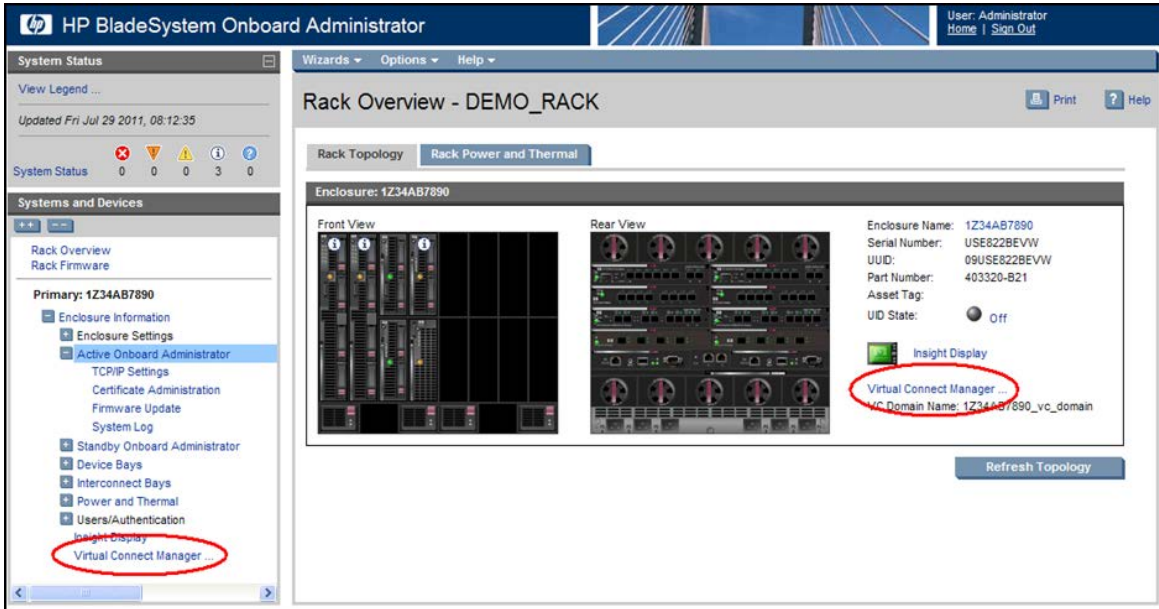 hp HP BladeSystem Onboard Administrator
User: Administrator
Home | Sign Out
System Status
View Legend ...
Updated Fri Jul 29 2011, 08:12:35
System Status 0 0 0 3 0
Systems and Devices
Rack Overview
Rack Firmware
Primary: 1Z34AB7890
Enclosure Information
Enclosure Settings
Active Onboard Administrator
TCP/IP Settings
Certificate Administration
Firmware Update
System Log
Standby Onboard Administrator
Device Bays
Interconnect Bays
Power and Thermal
Users/Authentication
Insight Display
Virtual Connect Manager ...
Wizards Options Help
Rack Overview - DEMO_RACK
Print ? Help
Rack Topology Rack Power and Thermal
Enclosure: 1Z34AB7890
Front View
Rear View
Enclosure Name: 1Z34AB7890
Serial Number: USE822BEVW
UUID: 09USE822BEVW
Part Number: 403320-B21
Asset Tag:
UID State: Off
Insight Display
Virtual Connect Manager ...
VC Domain Name: 1Z34AB7890_vc_domain
Refresh Topology